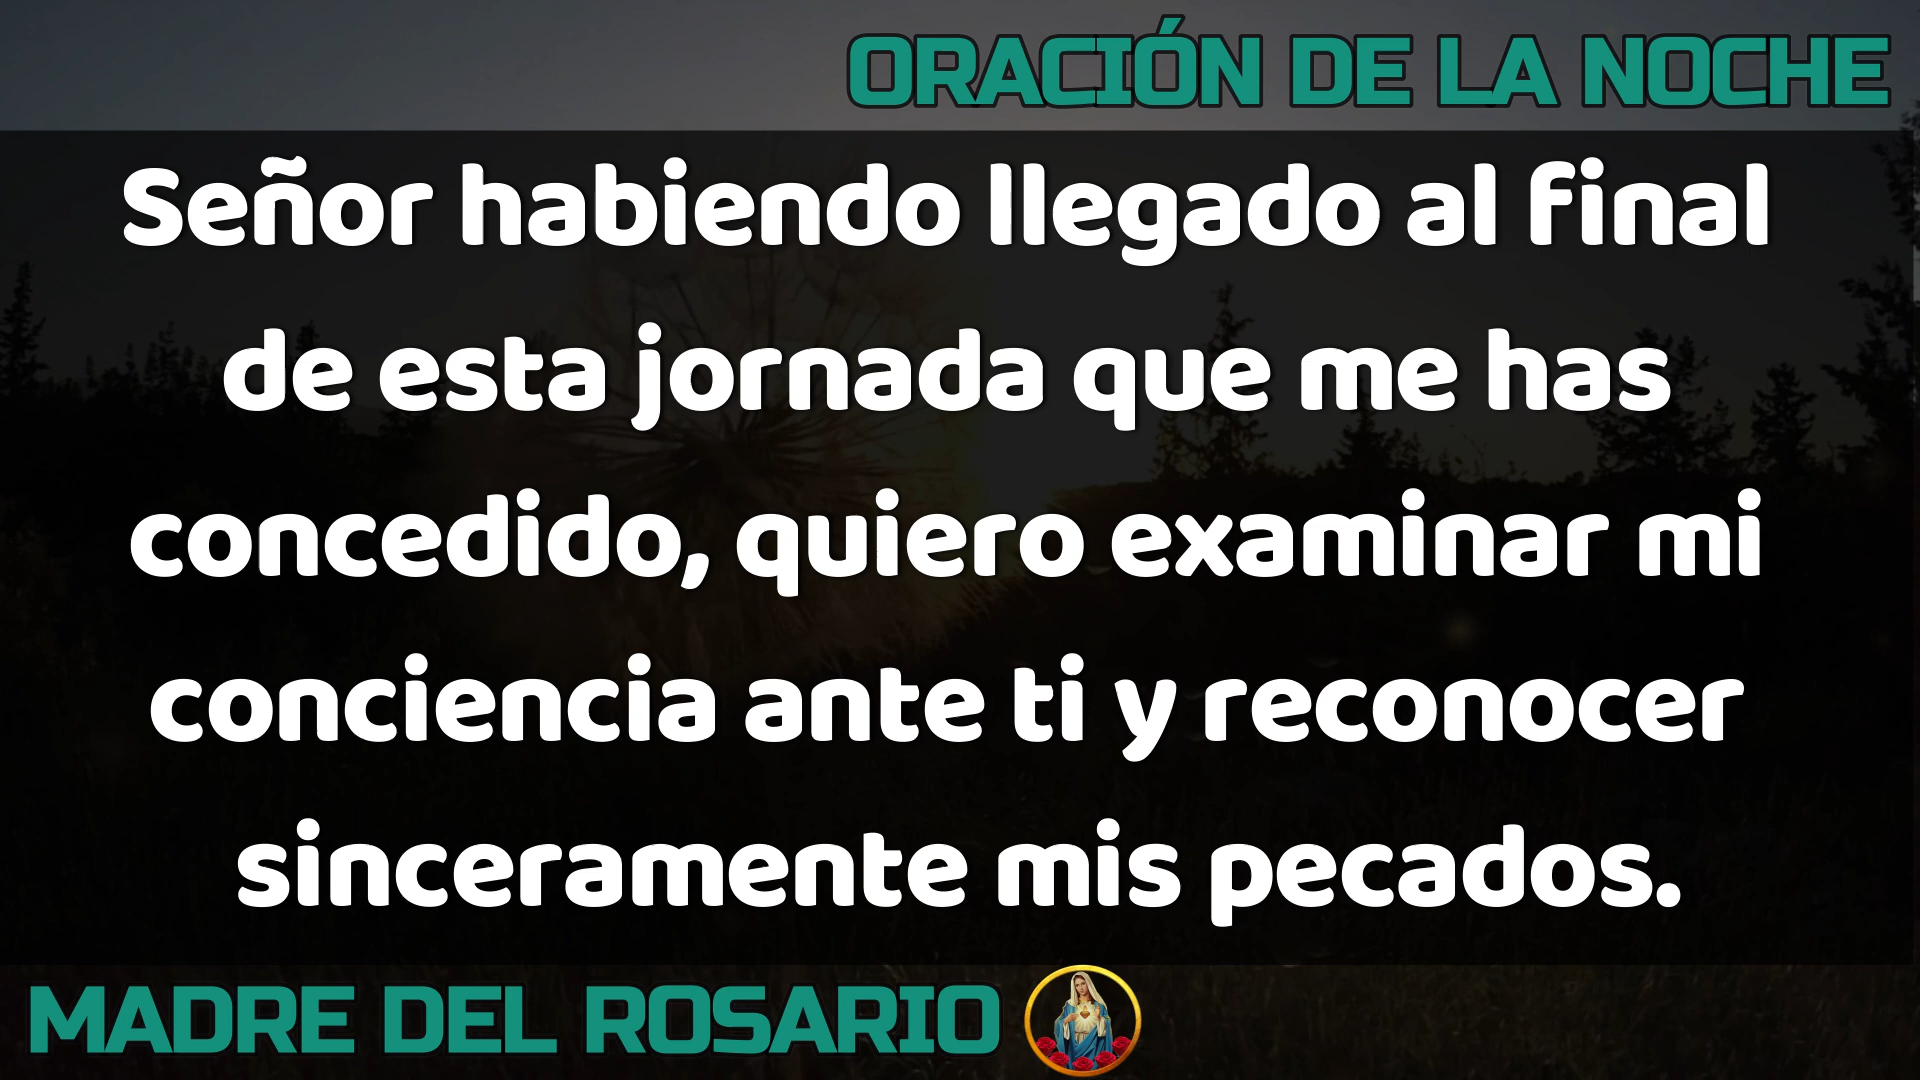 ORACIÓN DE LA NOCHE
Señor habiendo llegado al final
de esta jornada que me has
concedido, quiero examinar mi
conciencia ante ti y reconocer
sinceramente mis pecados.
MADRE DEL ROSARIO